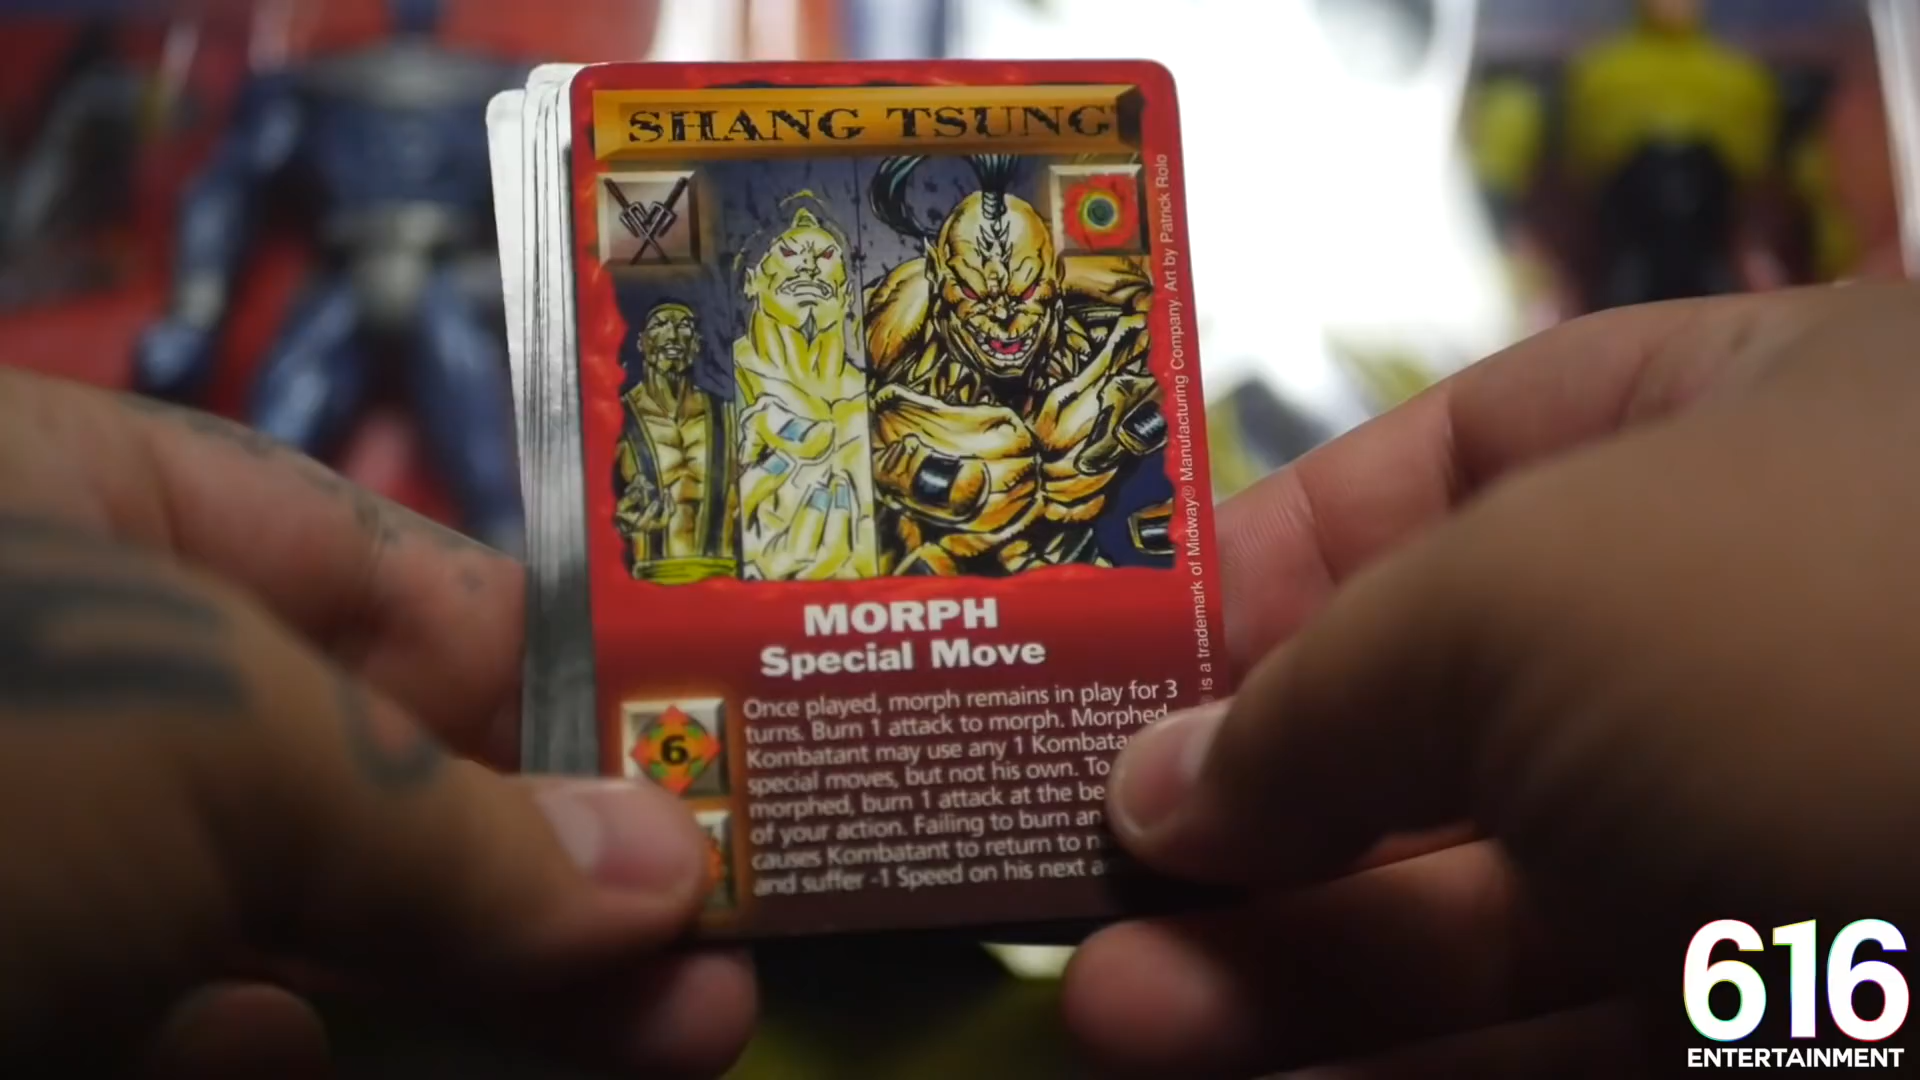 SHANG TSUNG
is a trademark of Midway® Manufacturing Company. Art by Patrick Rolo
MORPH
Special Move
6
Once played, morph remains in play for 3
turns. Burn 1 attack to morph. Morphed
Kombatant may use any 1
special moves, but not his own. To
morphed, burn 1 attack at the
of your action. Failing to burn an
causes Kombatant to return to
and suffer -1 Speed on his next
616
ENTERTAINMENT